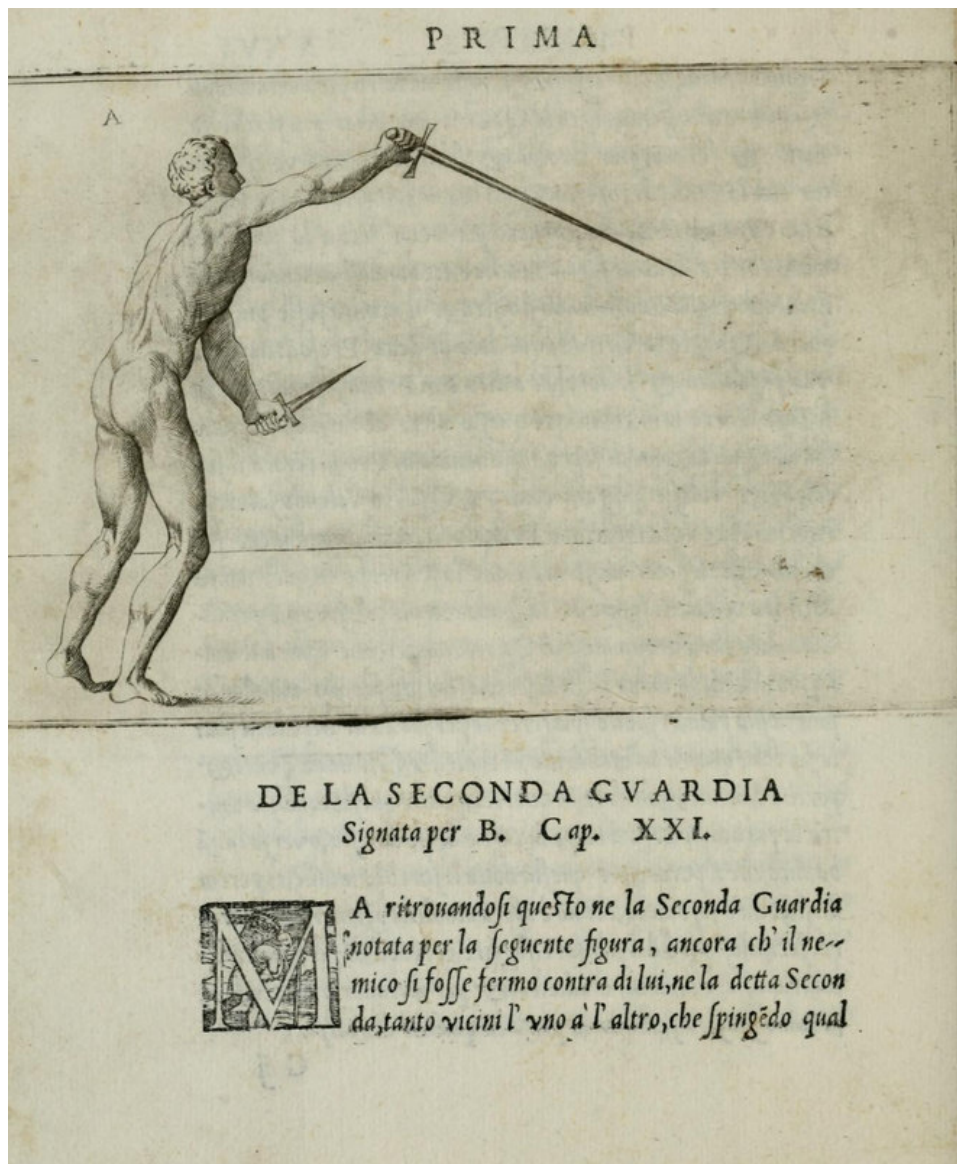 PRIMA
A
DE LA SECONDA GVARDIA
Signata per B. Cap. XXI.
MA ritrouandoſi queſto ne la Seconda Guardia
notata per la ſeguente figura, ancora ch' il ne-
mico ſi foſſe fermo contra di lui, ne la detta Secon
da, tanto vicini l' vno à l' altro, che ſpingēdo qual